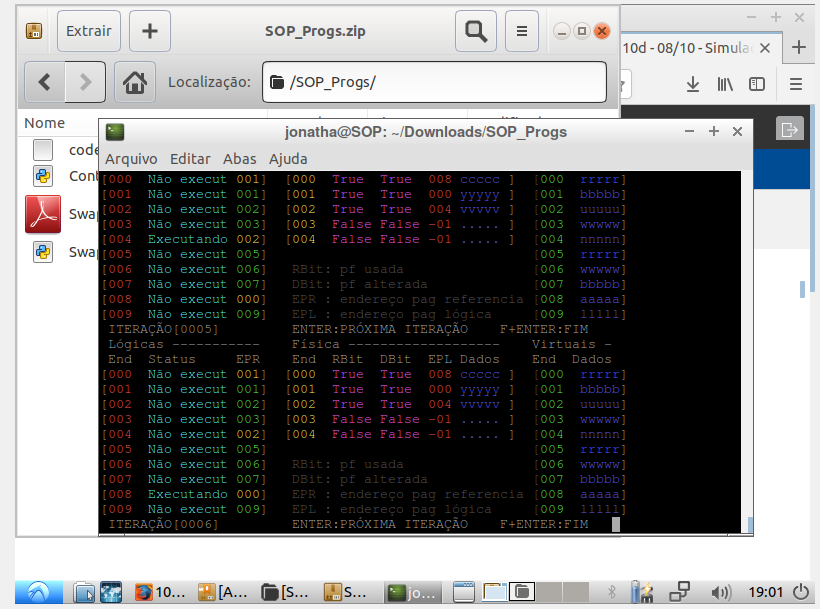 Extrair
SOP_Progs.zip
10d - 08/10 - Simula
Localização:
/SOP_Progs/
Nome
code
Cont
Swa
Swa
jonatha@SOP: ~/Downloads/SOP_Progs
Arquivo Editar Abas Ajuda
[000 Não execut 001] [000 True True 008 ccccc ] [000 rrrrr]
[001 Não execut 001] [001 True True 000 yyyyy ] [001 bbbbb]
[002 Não execut 002] [002 True True 004 vvvvv ] [002 uuuuu]
[003 Não execut 003] [003 False False -01 ..... ] [003 wwwww]
[004 Executando 002] [004 False False -01 ..... ] [004 nnnnn]
[005 Não execut 005] [005 rrrrr]
[006 Não execut 006] RBit: pf usada [006 wwwww]
[007 Não execut 007] DBit: pf alterada [007 bbbbb]
[008 Não execut 000] EPR : endereço pag referencia [008 aaaaa]
[009 Não execut 009] EPL : endereço pag lógica [009 lllll]
ITERAÇÃO[0005] ENTER:PRÓXIMA ITERAÇÃO F+ENTER:FIM
Lógicas ----------- Física ------------------- Virtuais -
End Status EPR End RBit DBit EPL Dados End Dados
[000 Não execut 001] [000 True True 008 ccccc ] [000 rrrrr]
[001 Não execut 001] [001 True True 000 yyyyy ] [001 bbbbb]
[002 Não execut 002] [002 True True 004 vvvvv ] [002 uuuuu]
[003 Não execut 003] [003 False False -01 ..... ] [003 wwwww]
[004 Não execut 002] [004 False False -01 ..... ] [004 nnnnn]
[005 Não execut 005] [005 rrrrr]
[006 Não execut 006] RBit: pf usada [006 wwwww]
[007 Não execut 007] DBit: pf alterada [007 bbbbb]
[008 Executando 000] EPR : endereço pag referencia [008 aaaaa]
[009 Não execut 009] EPL : endereço pag lógica [009 lllll]
ITERAÇÃO[0006] ENTER:PRÓXIMA ITERAÇÃO F+ENTER:FIM
10... [A... [S... S... jo... 19:01